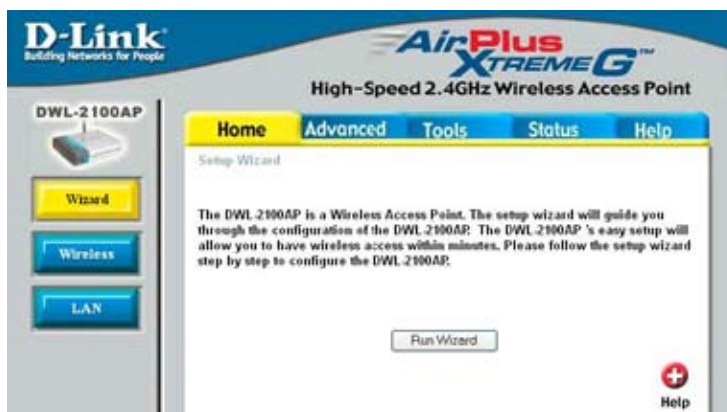 D-Link
Building Networks for People
AirPlus
XTREME G™
High-Speed 2.4GHz Wireless Access Point
DWL-2100AP
Home Advanced Tools Status Help
Setup Wizard
Wizard
The DWL-2100AP is a Wireless Access Point. The setup wizard will guide you
through the configuration of the DWL-2100AP. The DWL-2100AP 's easy setup will
allow you to have wireless access within minutes. Please follow the setup wizard
step by step to configure the DWL-2100AP.
Wireless
LAN
Run Wizard
Help